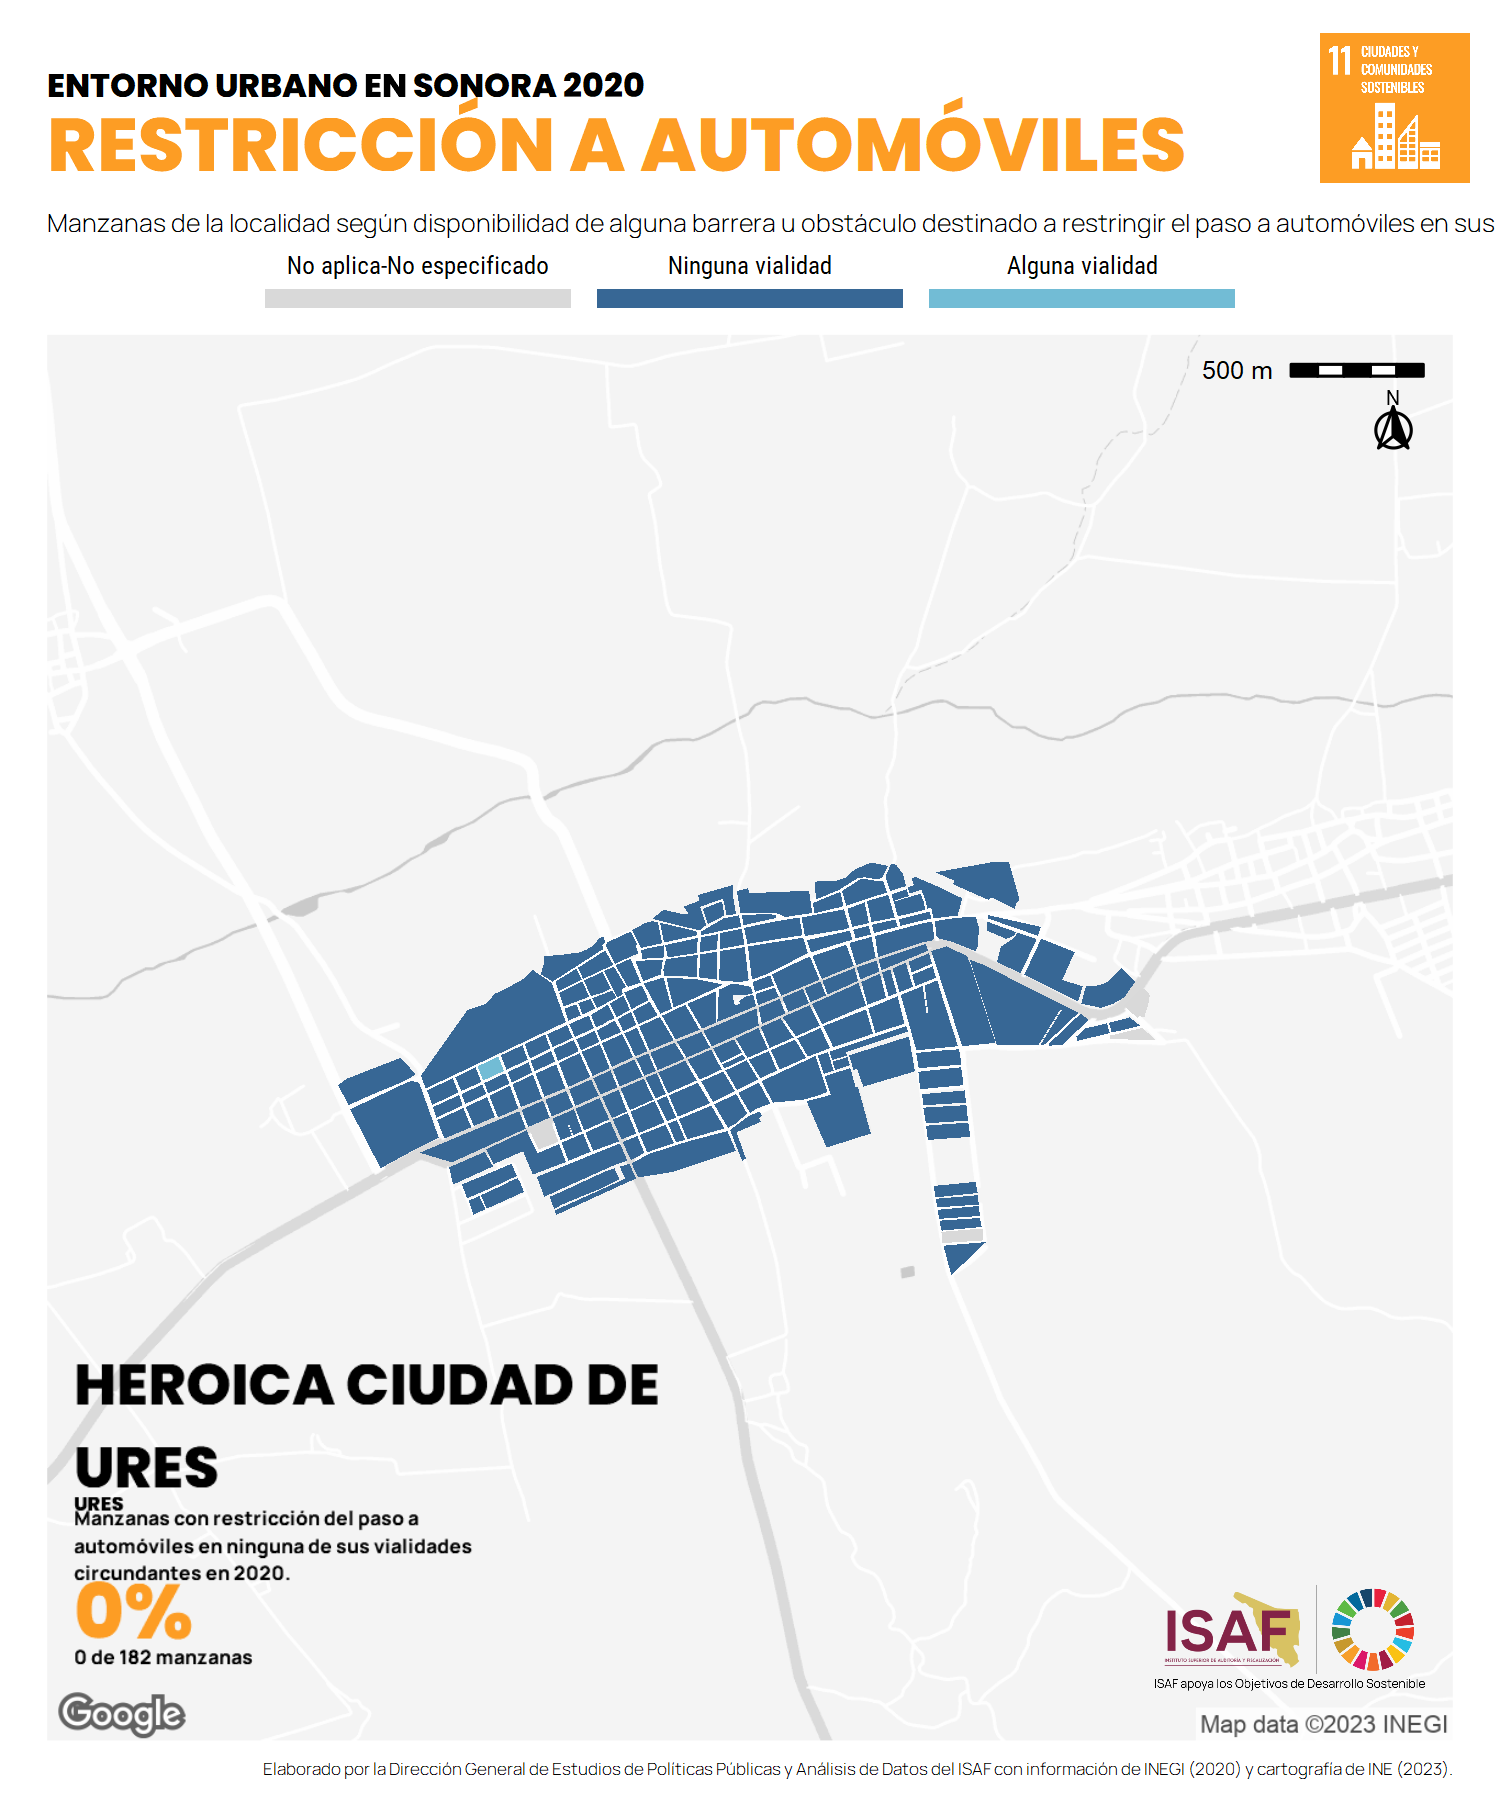 ENTORNO URBANO EN SONORA 2020
RESTRICCIÓN A AUTOMÓVILES
11 CIUDADES Y
COMUNIDADES
SOSTENIBLES
Manzanas de la localidad según disponibilidad de alguna barrera u obstáculo destinado a restringir el paso a automóviles en sus
No aplica-No especificado
Ninguna vialidad
Alguna vialidad
500 m
N
HEROICA CIUDAD DE
URES
URES
Manzanas con restricción del paso a
automóviles en ninguna de sus vialidades
circundantes en 2020.
0%
0 de 182 manzanas
ISAF
INSTITUTO SUPERIOR DE AUDITORÍA Y FISCALIZACIÓN
ISAF apoya los Objetivos de Desarrollo Sostenible
Google
Map data ©2023 INEGI
Elaborado por la Dirección General de Estudios de Políticas Públicas y Análisis de Datos del ISAF con información de INEGI (2020) y cartografía de INE (2023).